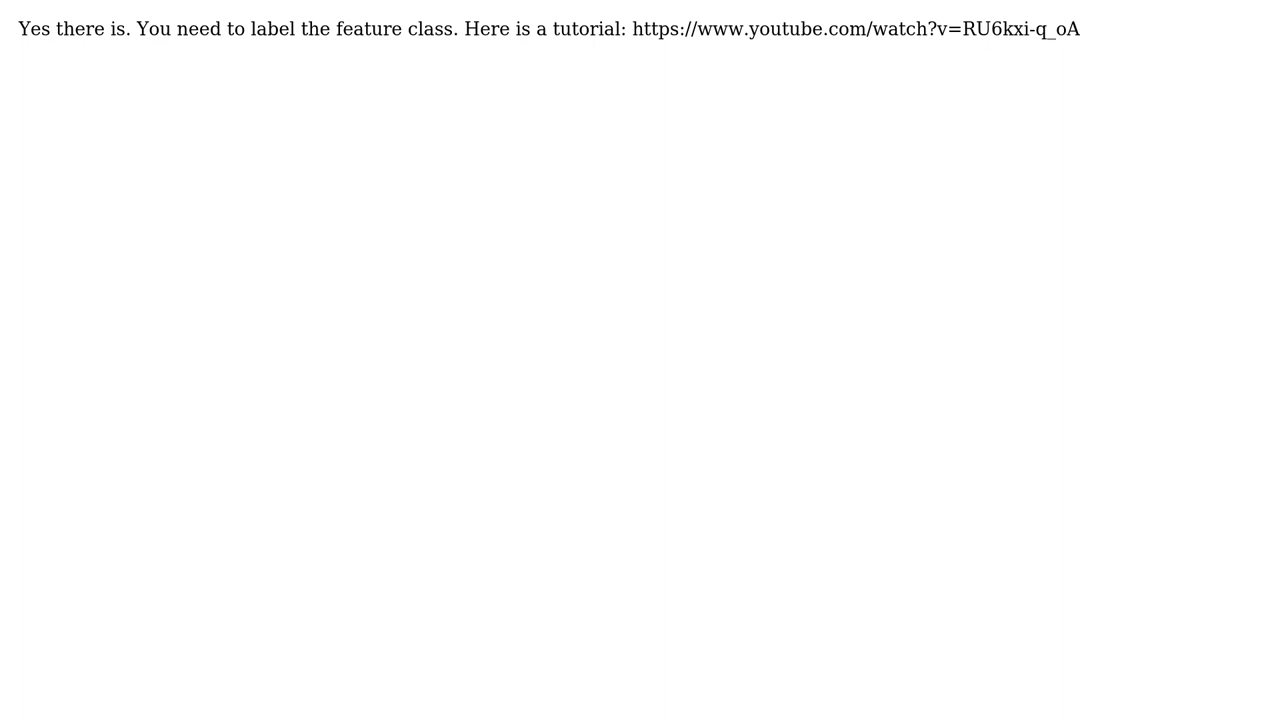 Yes there is. You need to label the feature class. Here is a tutorial: https://www.youtube.com/watch?v=RU6kxi-q_oA